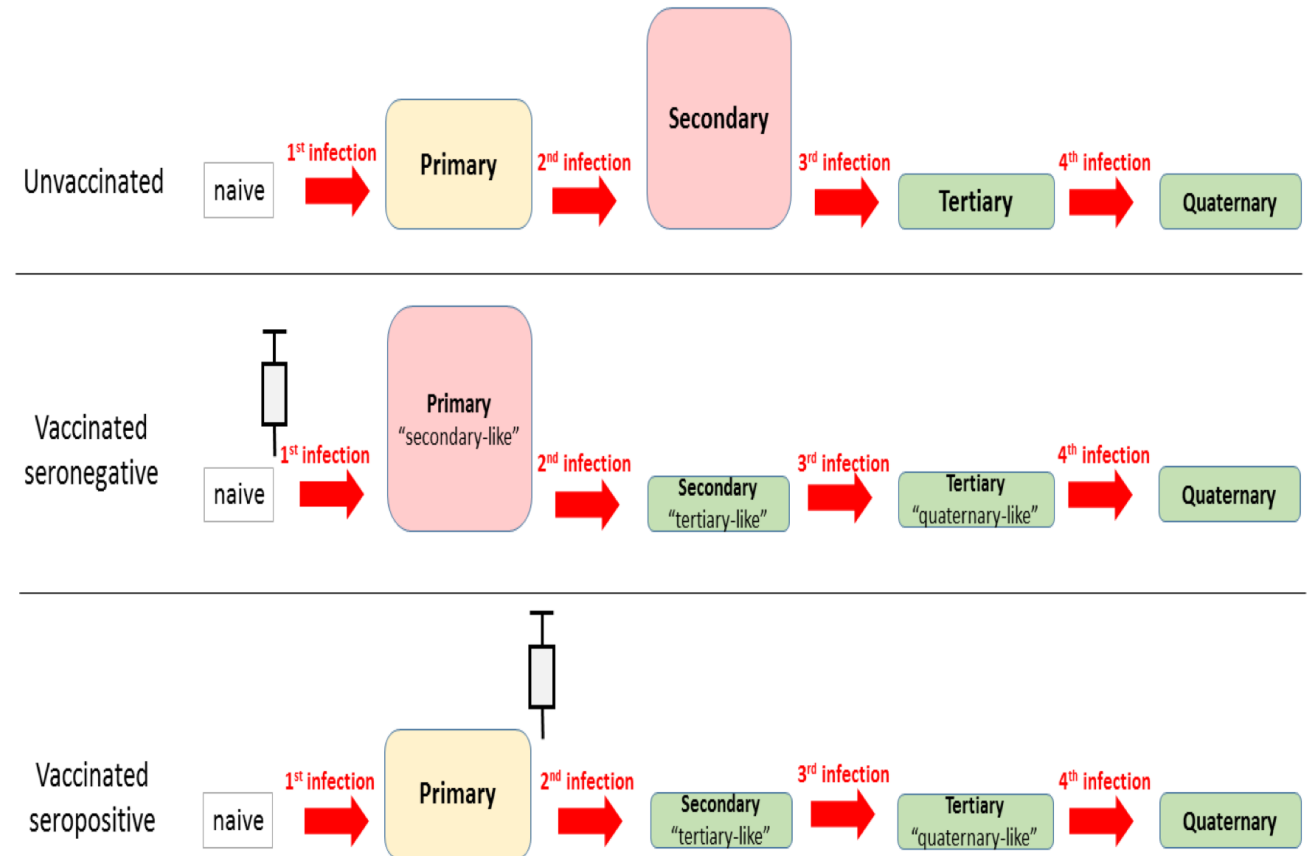 Unvaccinated
naive
1st infection
Primary
2nd infection
Secondary
3rd infection
Tertiary
4th infection
Quaternary
Vaccinated
seronegative
naive
1st infection
Primary
“secondary-like”
2nd infection
Secondary
“tertiary-like”
3rd infection
Tertiary
“quaternary-like”
4th infection
Quaternary
Vaccinated
seropositive
naive
1st infection
Primary
2nd infection
Secondary
“tertiary-like”
3rd infection
Tertiary
“quaternary-like”
4th infection
Quaternary